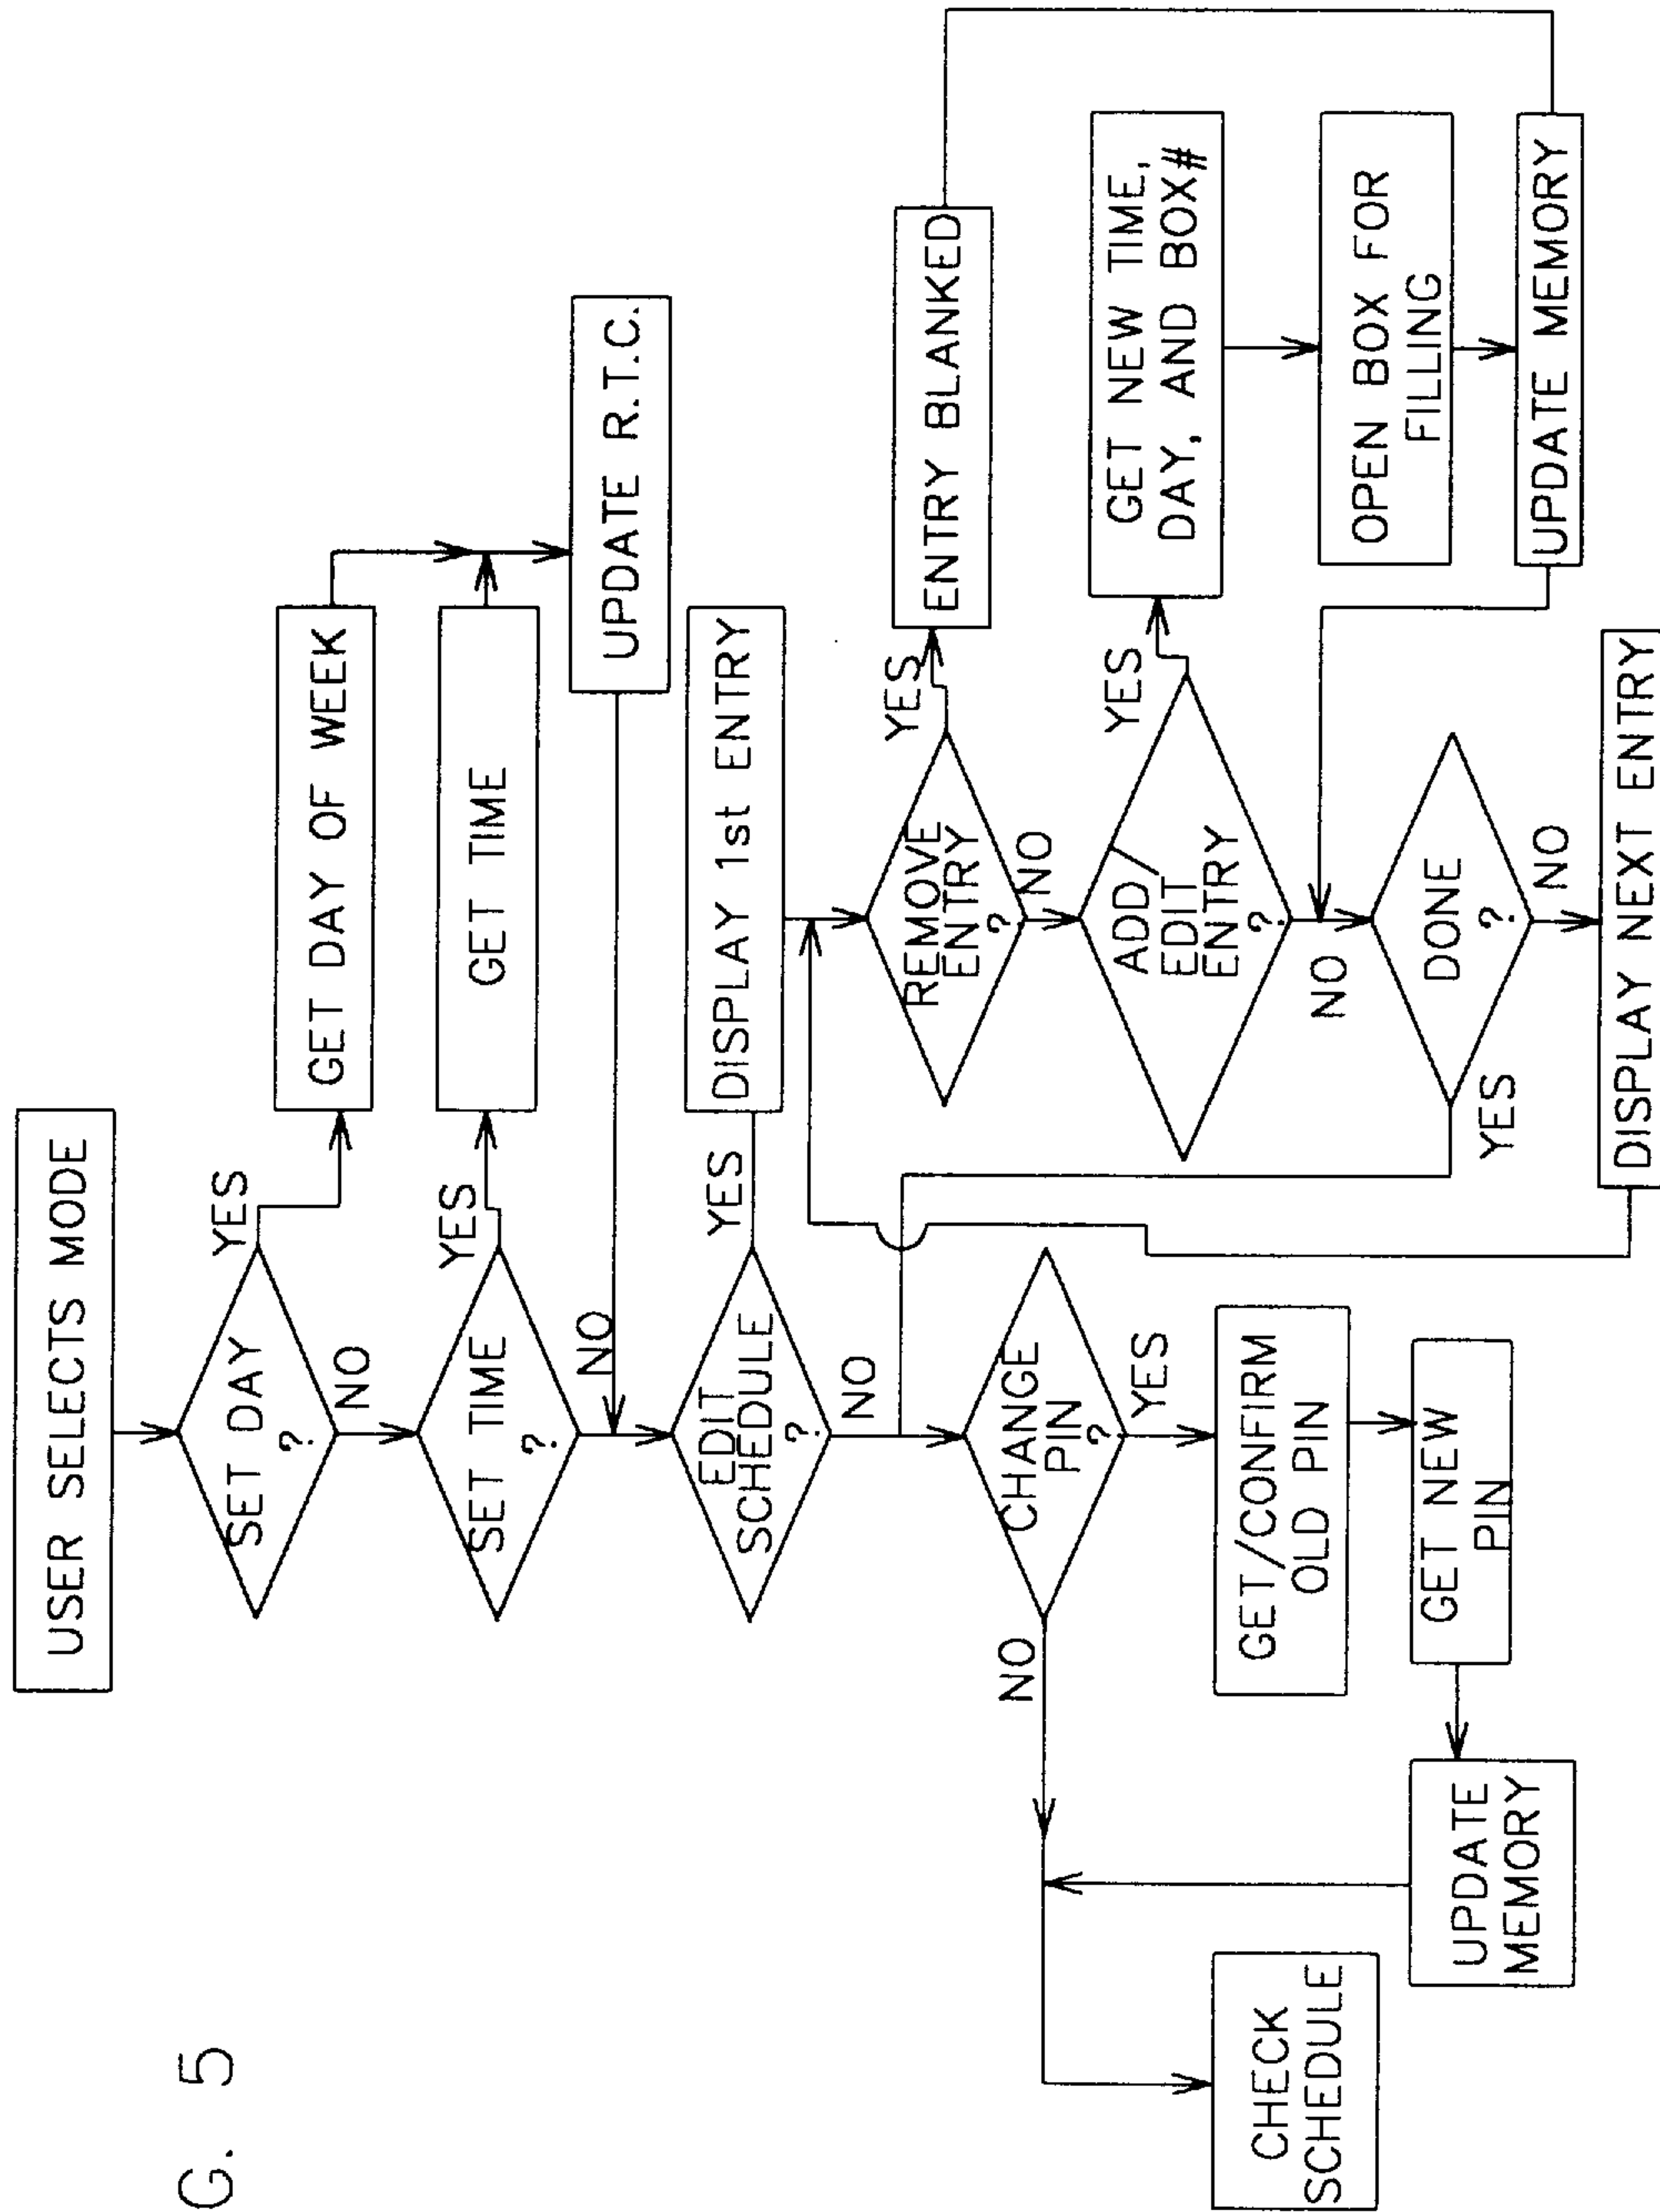 G. 5
USER SELECTS MODE
SET DAY
?
YES
NO
GET DAY OF WEEK
SET TIME
?
YES
NO
GET TIME
UPDATE R.T.C.
EDIT
SCHEDULE
?
YES
NO
DISPLAY 1st ENTRY
REMOVE
ENTRY
?
YES
NO
ENTRY BLANKED
ADD/
EDIT
ENTRY
?
YES
NO
GET NEW TIME,
DAY, AND BOX#
OPEN BOX FOR
FILLING
UPDATE MEMORY
DONE
?
YES
NO
DISPLAY NEXT ENTRY
CHANGE
PIN
?
NO
YES
GET/CONFIRM
OLD PIN
GET NEW
PIN
UPDATE
MEMORY
CHECK
SCHEDULE